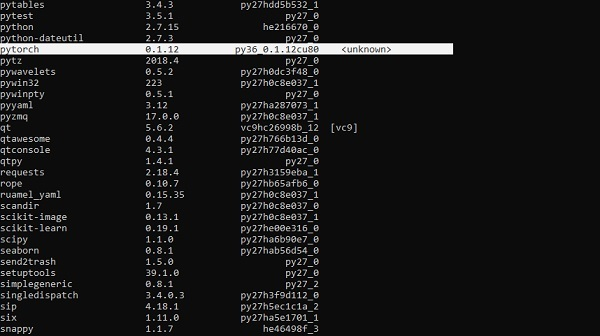 pytables 3.4.3 py27hdd5b532_1
pytest 3.5.1 py27_0
python 2.7.15 he216670_0
python-dateutil 2.7.3 py27_0
pytorch 0.1.12 py36_0.1.12cu80 <unknown>
pytz 2018.4 py27_0
pywavelets 0.5.2 py27h0dc3f48_0
pywin32 223 py27h0c8e037_1
pywinpty 0.5.1 py27_0
pyyaml 3.12 py27ha287073_1
pyzmq 17.0.0 py27h0c8e037_1
qt 5.6.2 vc9hc26998b_12 [vc9]
qtawesome 0.4.4 py27h766b13d_0
qtconsole 4.3.1 py27h77d40ac_0
qtpy 1.4.1 py27_0
requests 2.18.4 py27h3159eba_1
rope 0.10.7 py27hb65afb6_0
ruamel_yaml 0.15.35 py27h0c8e037_1
scandir 1.7 py27h0c8e037_1
scikit-image 0.13.1 py27h0c8e037_1
scikit-learn 0.19.1 py27he00e316_0
scipy 1.1.0 py27ha6b90e7_0
seaborn 0.8.1 py27hab56d54_0
send2trash 1.5.0 py27_0
setuptools 39.1.0 py27_0
simplegeneric 0.8.1 py27_2
singledispatch 3.4.0.3 py27h3f9d112_0
sip 4.18.1 py27h5ec1c1a_2
six 1.11.0 py27ha5e1701_1
snappy 1.1.7 he46498f_3